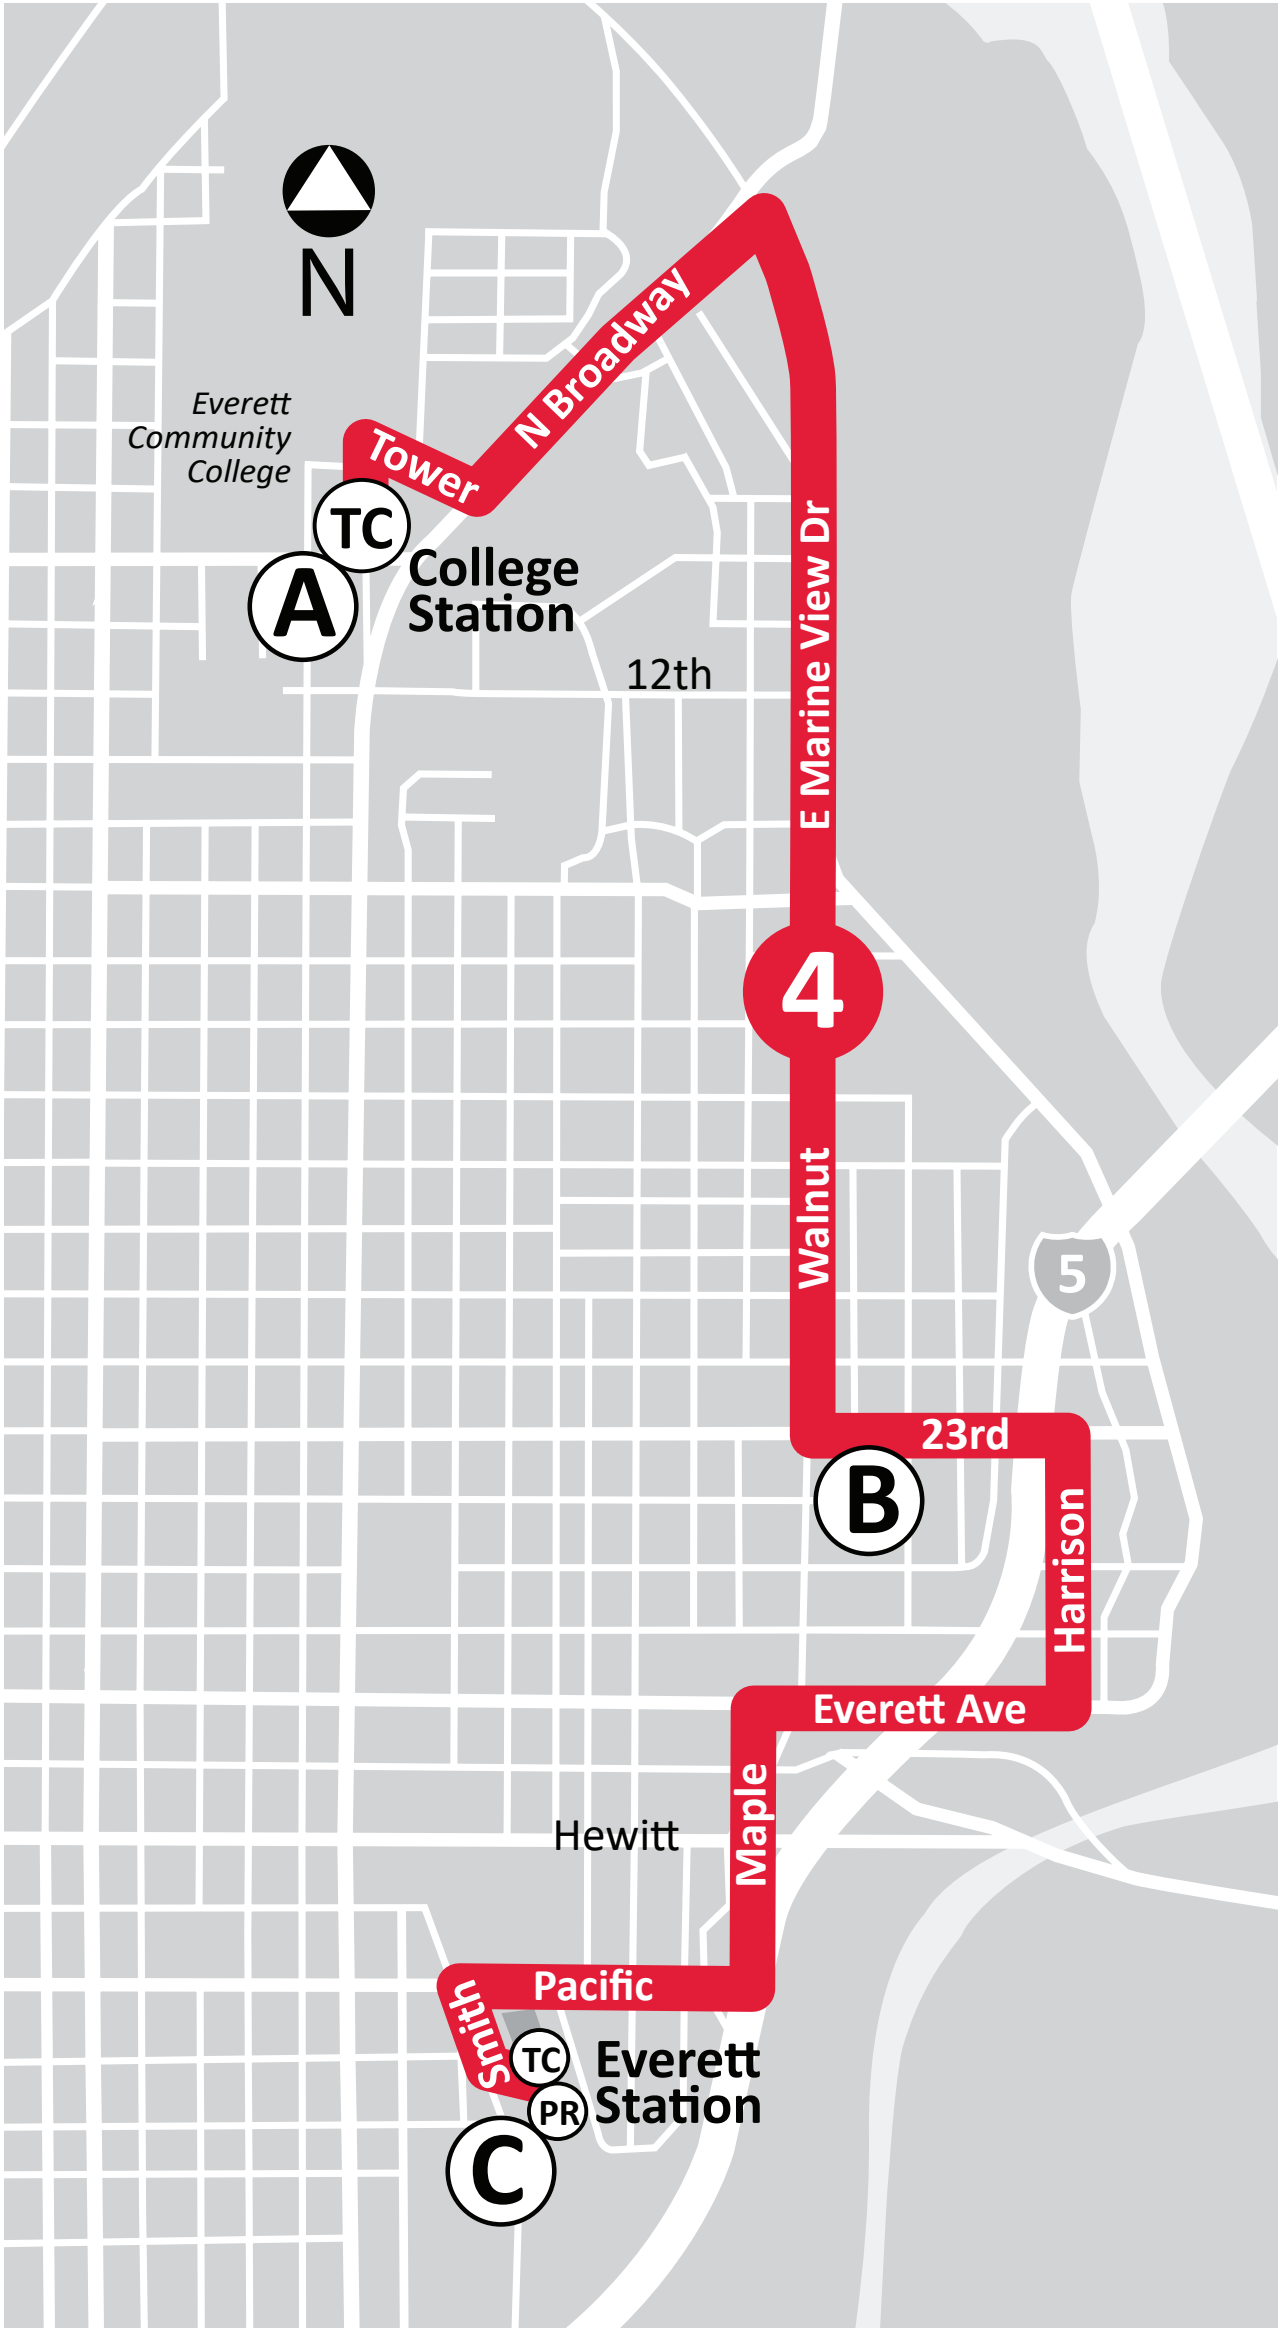 N
N Broadway
Everett
Community
College
Tower
TC
College
Station
A
E Marine View Dr
12th
4
Walnut
5
23rd
B
Harrison
Everett Ave
Maple
Hewitt
Pacific
Smith
TC
Everett
Station
PR
C